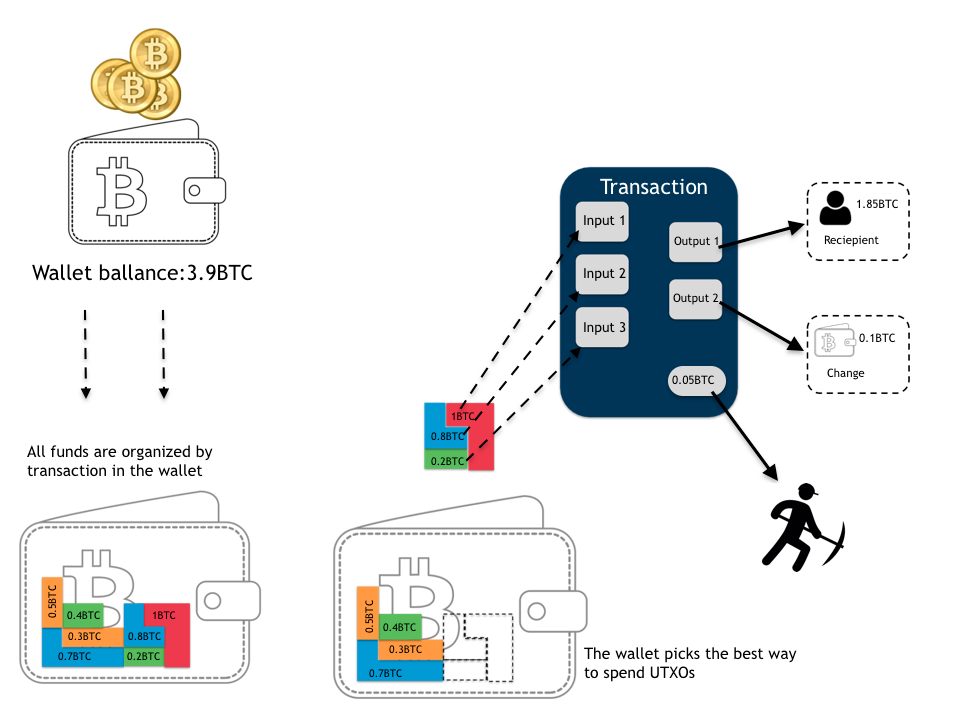 Wallet ballance:3.9BTC
All funds are organized by
transaction in the wallet
0.5BTC
0.4BTC
0.3BTC
0.7BTC
1BTC
0.8BTC
0.2BTC
0.5BTC
0.4BTC
0.3BTC
0.7BTC
1BTC
0.8BTC
0.2BTC
Transaction
Input 1
Input 2
Input 3
Output 1
Output 2
0.05BTC
1.85BTC
Reciepient
0.1BTC
Change
The wallet picks the best way
to spend UTXOs